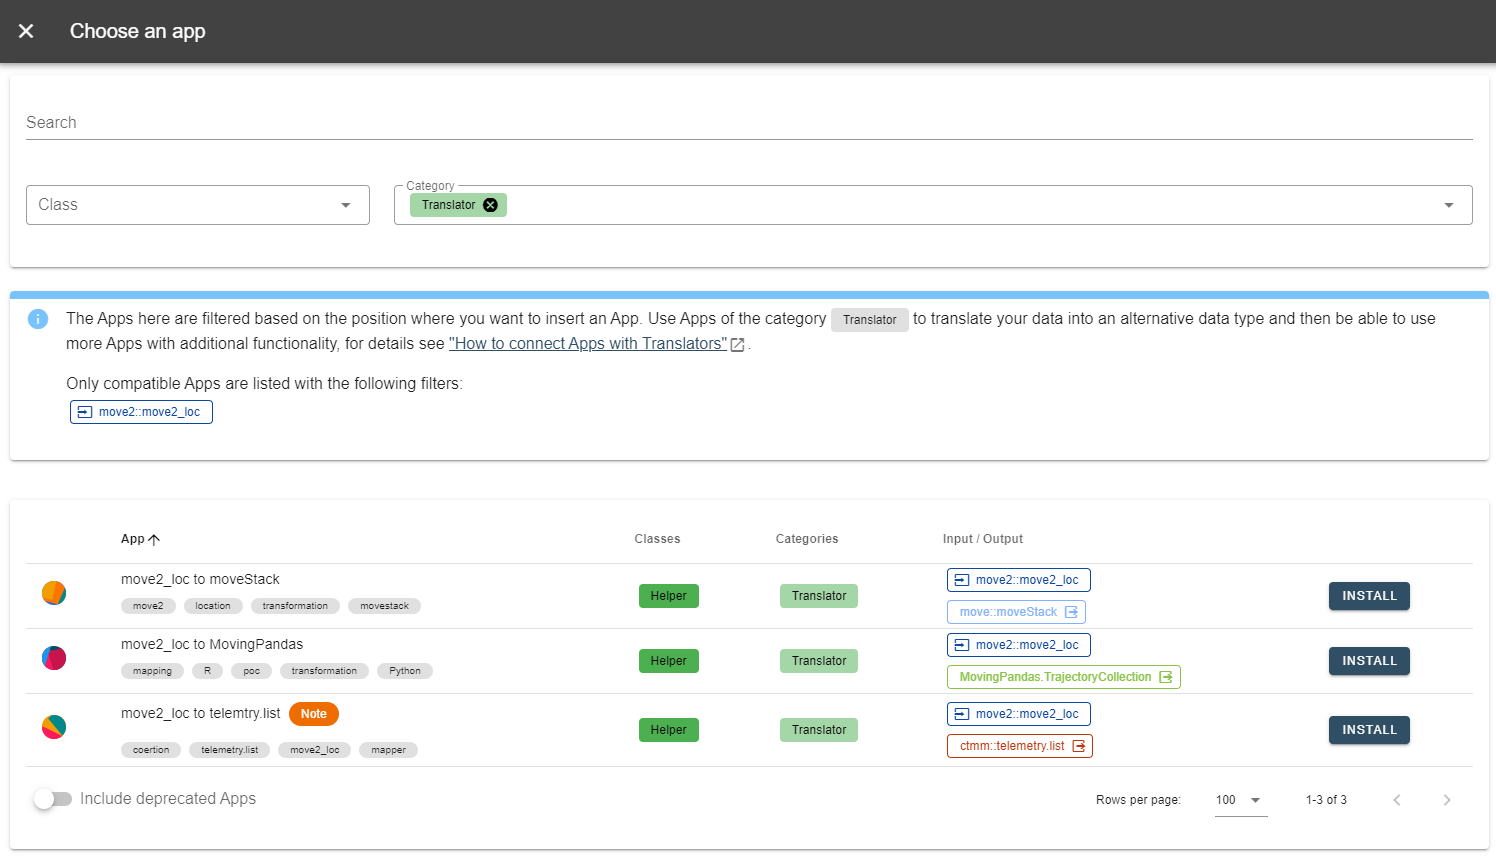 Choose an app
Search
Class
Category
Translator
The Apps here are filtered based on the position where you want to insert an App. Use Apps of the category Translator to translate your data into an alternative data type and then be able to use
more Apps with additional functionality, for details see "How to connect Apps with Translators" .
Only compatible Apps are listed with the following filters:
move2::move2_loc
App Classes Categories Input / Output
move2_loc to moveStack
move2 location transformation movestack
Helper Translator
move2::move2_loc
move::moveStack
INSTALL
move2_loc to MovingPandas
mapping R poc transformation Python
Helper Translator
move2::move2_loc
MovingPandas.TrajectoryCollection
INSTALL
move2_loc to telemtry.list Note
coertion telemetry.list move2_loc mapper
Helper Translator
move2::move2_loc
ctmm::telemetry.list
INSTALL
Include deprecated Apps
Rows per page: 100 1-3 of 3